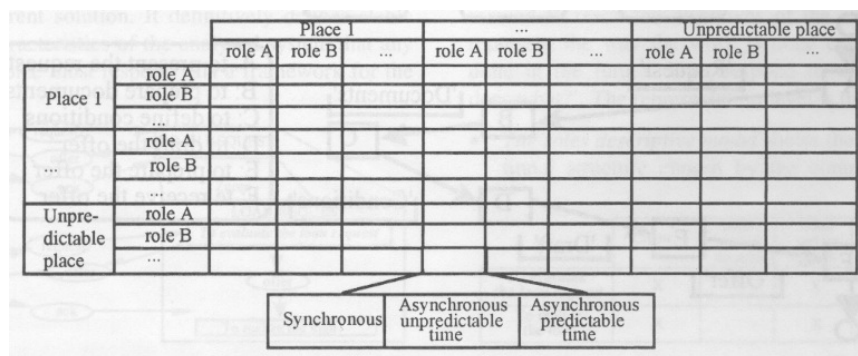 Place 1 ... Unpredictable place
role A role B ... role A role B ... role A role B ...
role A
Place 1 role B
...
role A
... role B
...
Unpre- role A
dictable role B
place ...
Synchronous Asynchronous unpredictable time Asynchronous predictable time